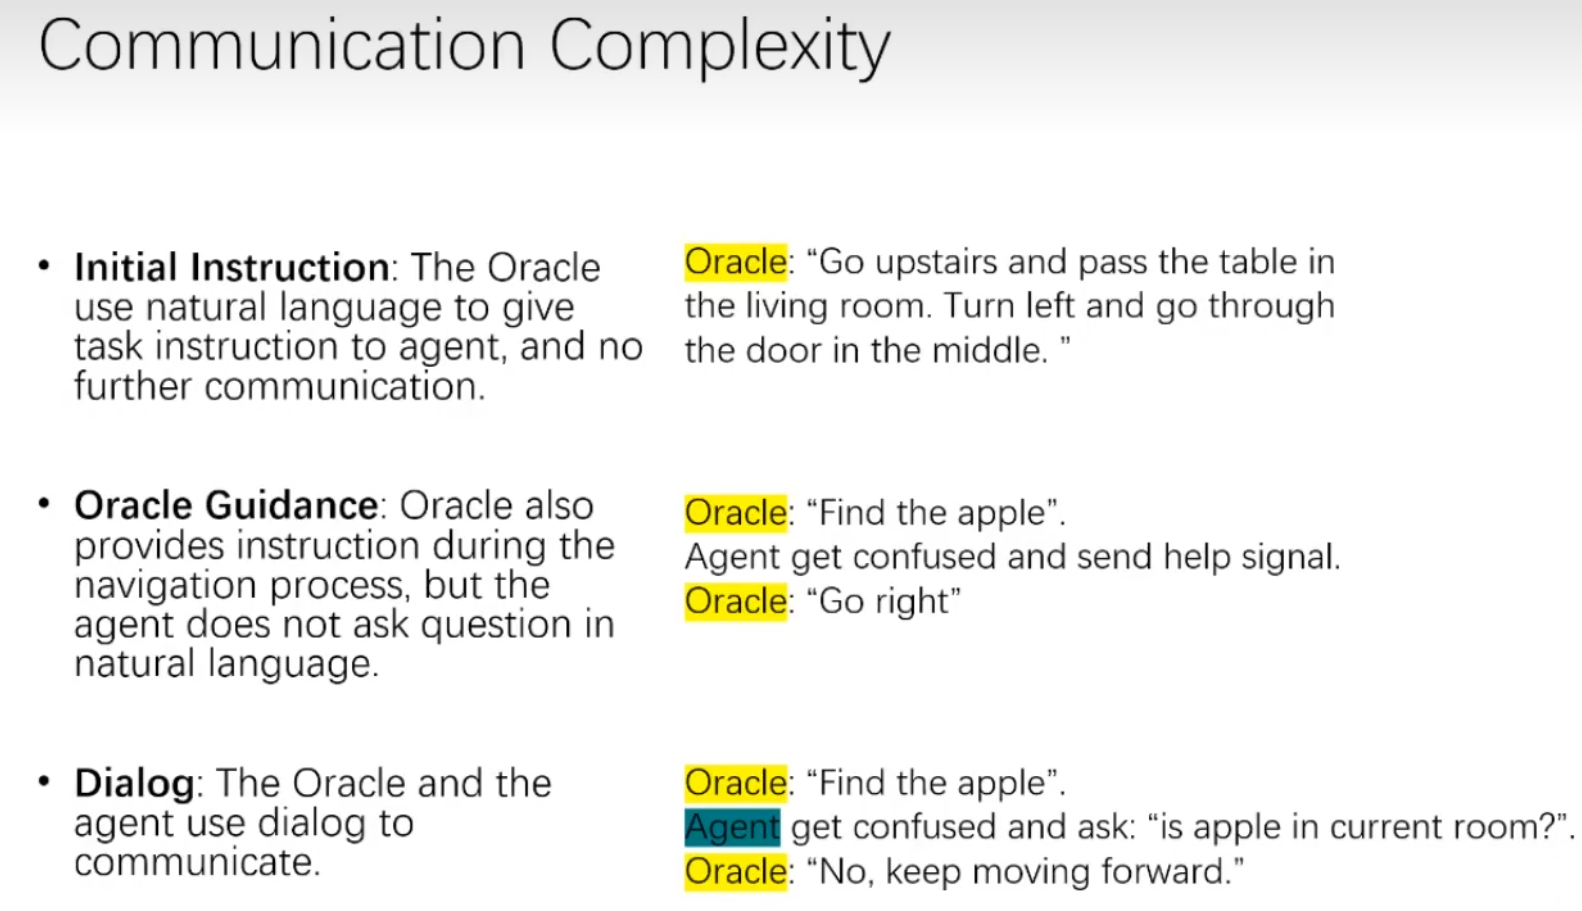 Communication Complexity
• Initial Instruction: The Oracle
use natural language to give
task instruction to agent, and no
further communication.
Oracle: “Go upstairs and pass the table in
the living room. Turn left and go through
the door in the middle. ”
• Oracle Guidance: Oracle also
provides instruction during the
navigation process, but the
agent does not ask question in
natural language.
Oracle: “Find the apple”.
Agent get confused and send help signal.
Oracle: “Go right”
• Dialog: The Oracle and the
agent use dialog to
communicate.
Oracle: “Find the apple”.
Agent get confused and ask: “is apple in current room?”.
Oracle: “No, keep moving forward.”